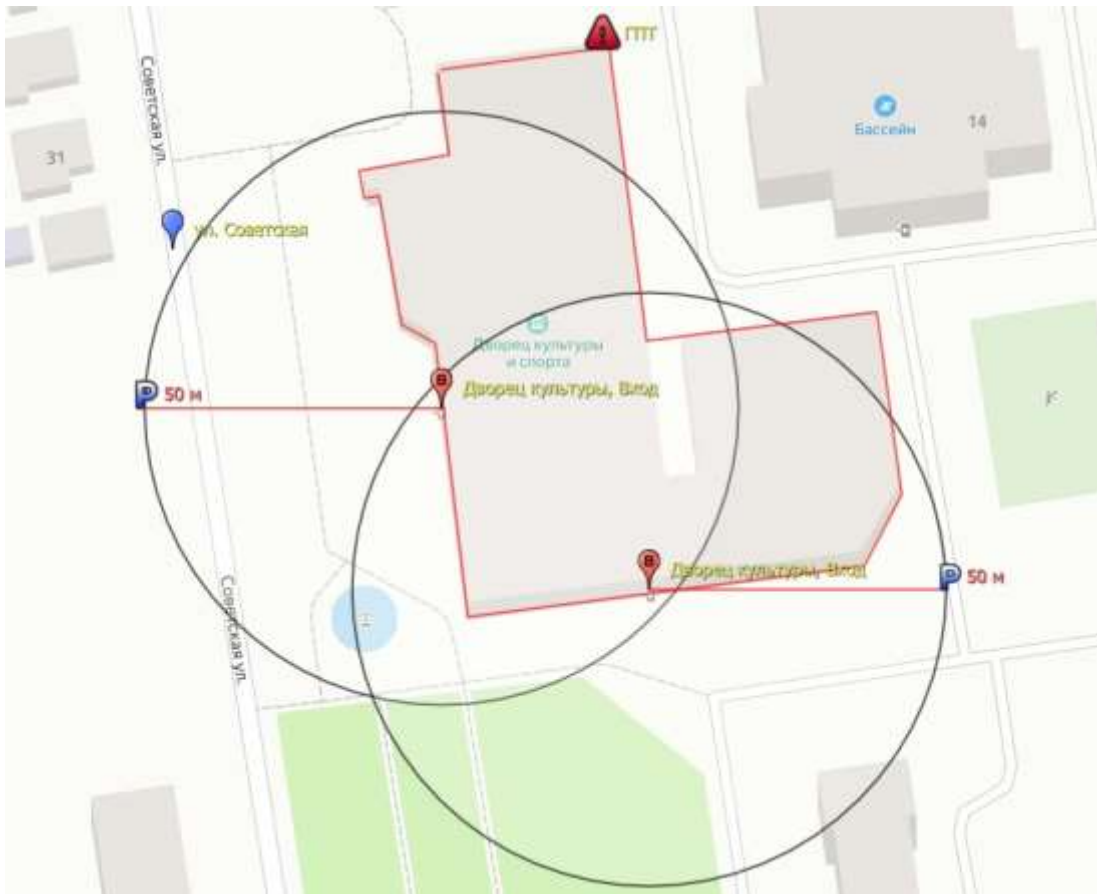 ГПГ
Советская ул.
31
Бассейн
14
ул. Советская
Дворец культуры
и спорта
50 м
Дворец культуры, Вход
Дворец культуры, Вход
50 м
Советская ул.